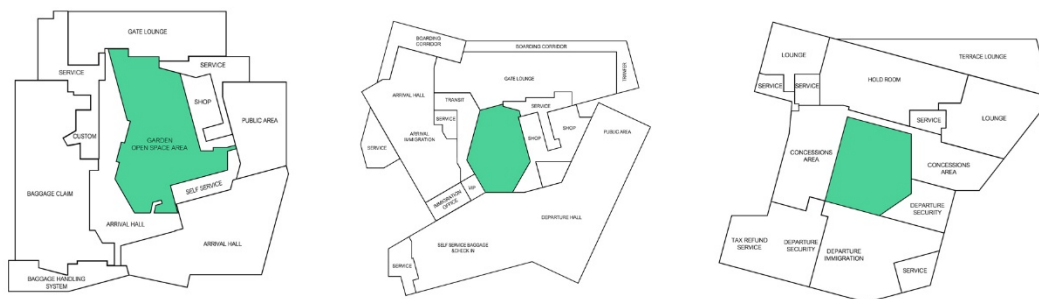 GATE LOUNGE
SERVICE
SERVICE
SHOP
CUSTOM
PUBLIC AREA
GARDEN
OPEN SPACE AREA
BAGGAGE CLAIM
SELF SERVICE
ARRIVAL HALL
ARRIVAL HALL
BAGGAGE HANDLING
SYSTEM
BOARDING
CORRIDOR
BOARDING CORRIDOR
GATE LOUNGE
ARRIVAL HALL
TRANSIT
SERVICE
SERVICE
SHOP
SHOP
PUBLIC AREA
ARRIVAL
IMMIGRATION
SERVICE
IMMIGRATION
OFFICE
DEPARTURE HALL
SELF SERVICE BAGGAGE
&CHECK IN
SERVICE
LOUNGE
TERRACE LOUNGE
HOLD ROOM
SERVICE
SERVICE
SERVICE
LOUNGE
CONCESSIONS
AREA
CONCESSIONS
AREA
DEPARTURE
SECURITY
TAX REFUND
SERVICE
DEPARTURE
SECURITY
DEPARTURE
IMMIGRATION
SERVICE